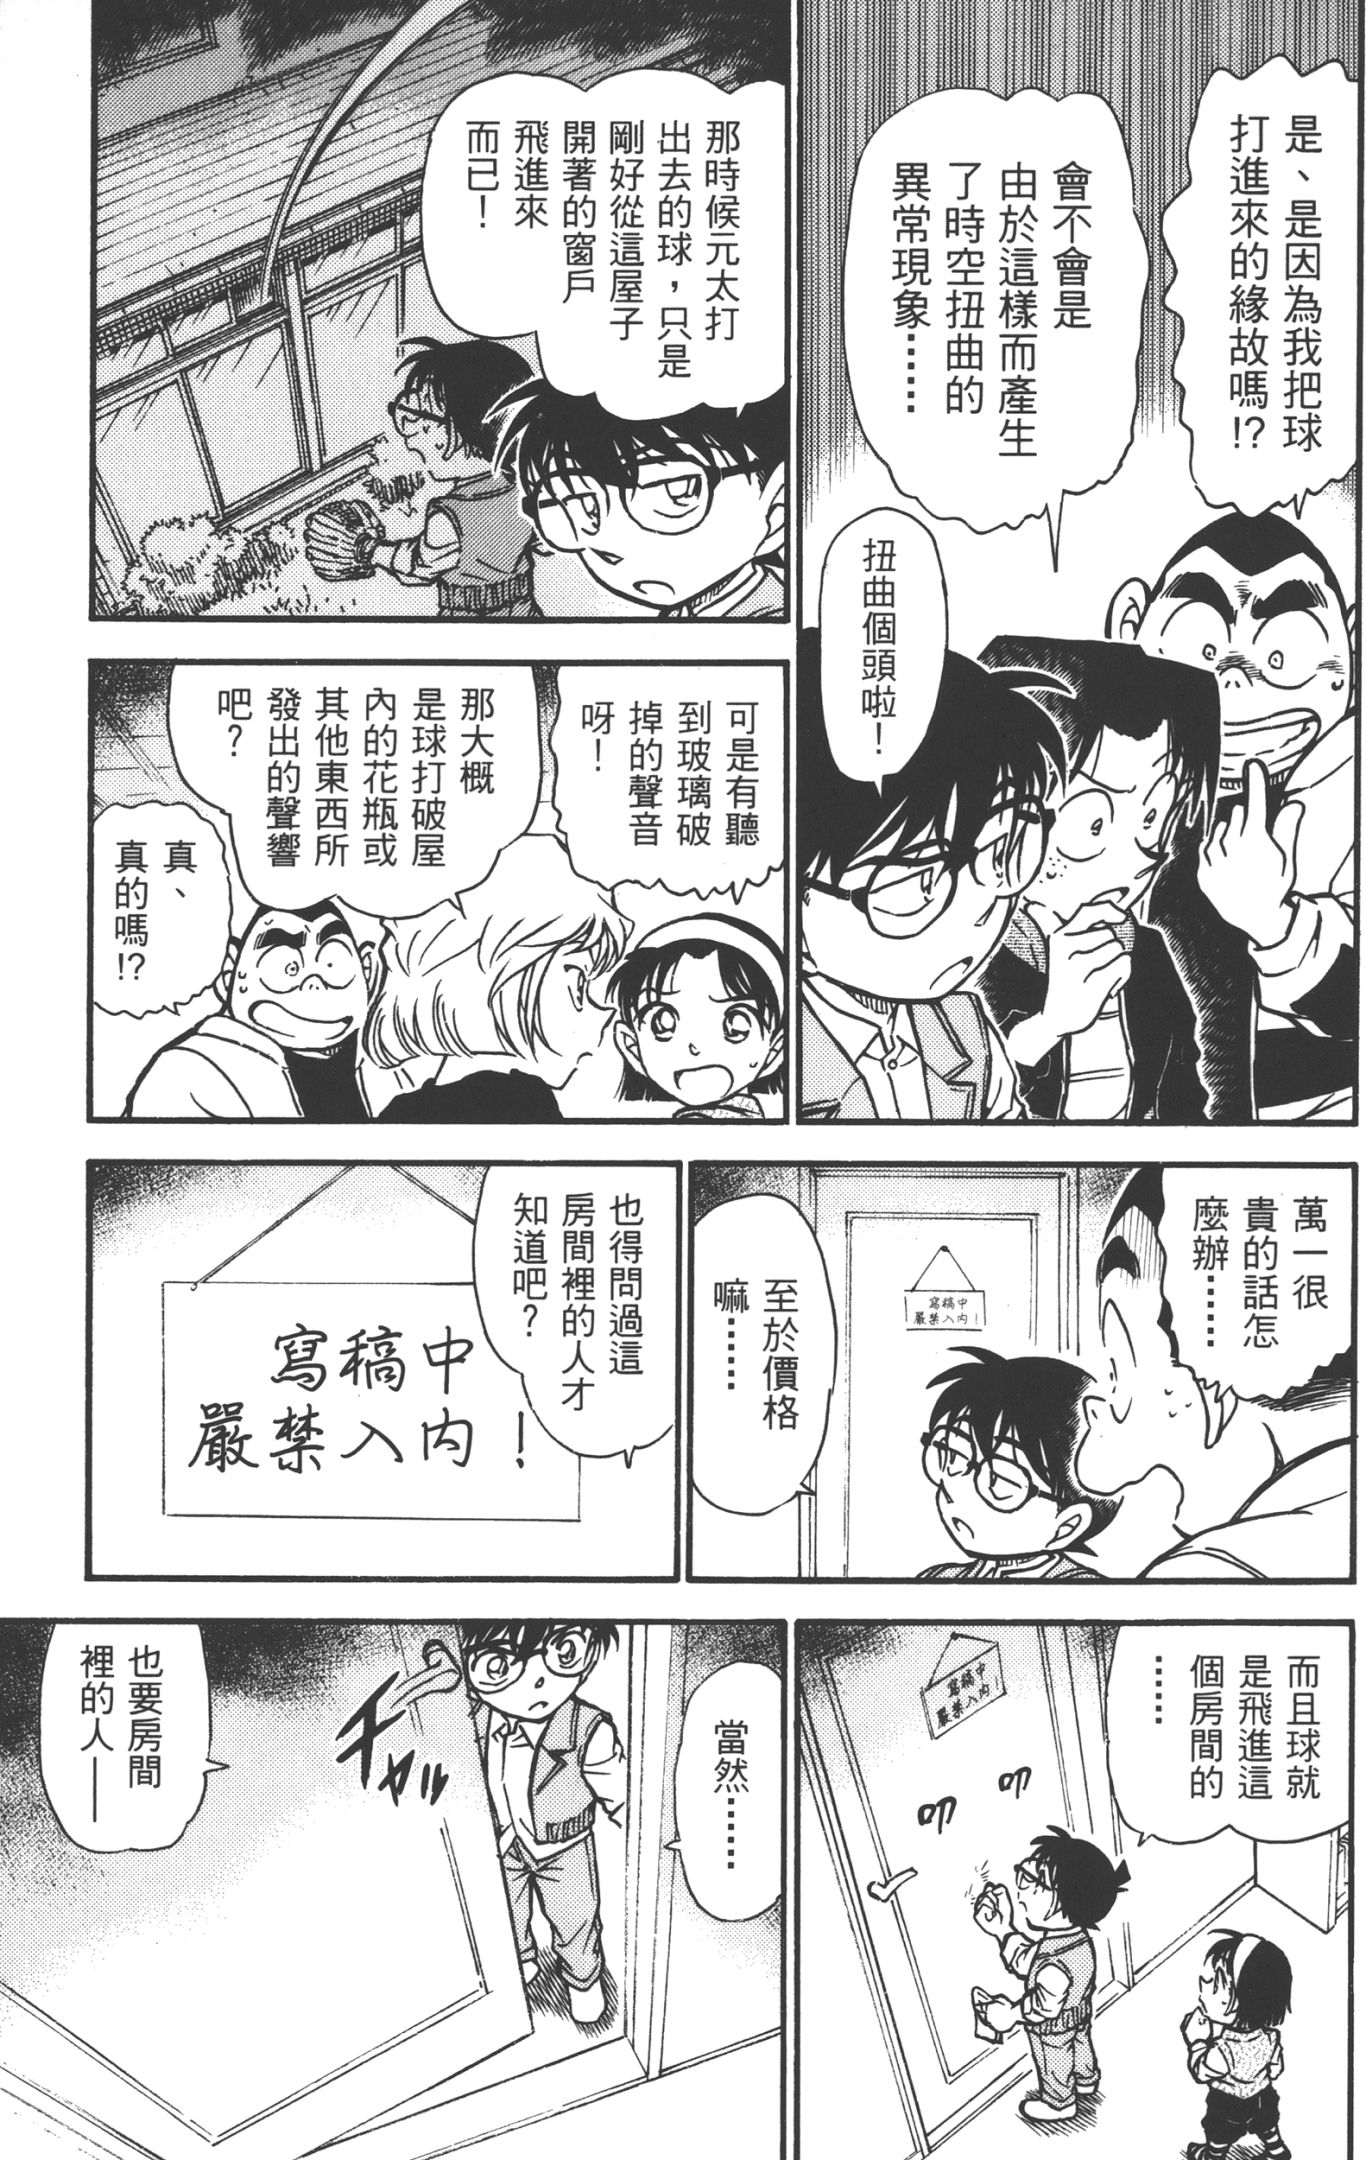 是、是因為我把球
打進來的緣故嗎!?
會不會是
由於這樣而產生
了時空扭曲的
異常現象……
扭曲個頭啦！
那時候元太打
出去的球，只是
剛好從這屋子
開著的窗戶
飛進來
而已！
可是有聽
到玻璃破
掉的聲音
呀！
那大概
是球打破屋
內的花瓶或
其他東西所
發出的聲響
吧？
真、
真的嗎!?
萬一很
貴的話怎
麼辦……
寫稿中
嚴禁入內！
至於價格
嘛……
也得問過這
房間裡的人才
知道吧？
寫稿中
嚴禁入內！
而且球就
是飛進這
個房間的
……
寫稿中
嚴禁入內！
叩
叩
當然……
チャッ
也要房間
裡的人——